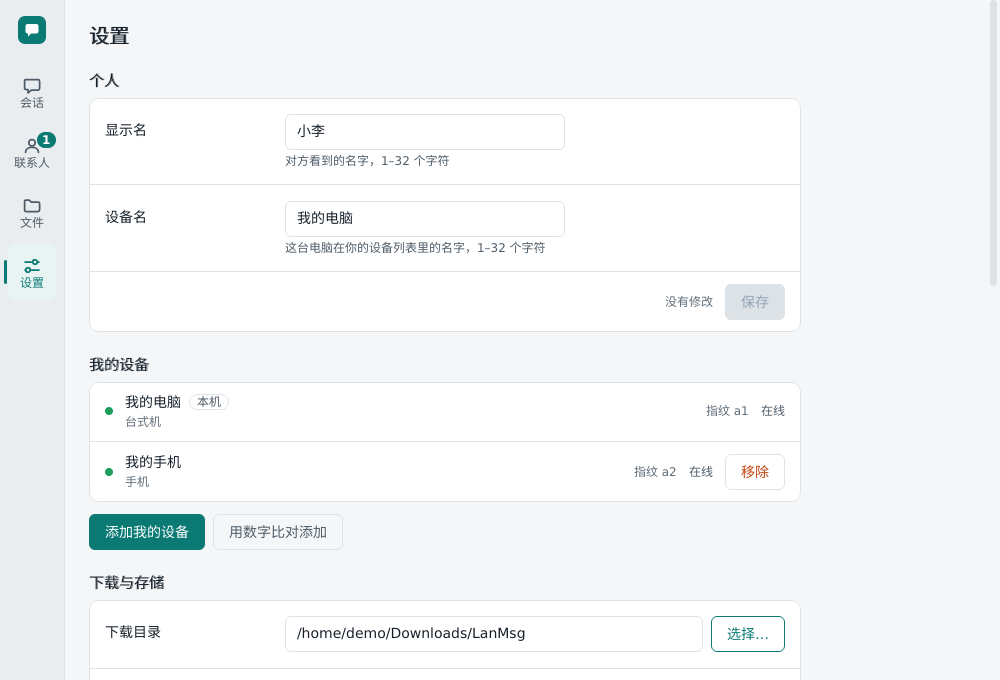 设置
会话
1
联系人
文件
设置
个人
显示名
小李
对方看到的名字，1–32 个字符
设备名
我的电脑
这台电脑在你的设备列表里的名字，1–32 个字符
没有修改
保存
我的设备
我的电脑 本机
台式机
指纹 a1 在线
我的手机
手机
指纹 a2 在线 移除
添加我的设备 用数字比对添加
下载与存储
下载目录 /home/demo/Downloads/LanMsg 选择…